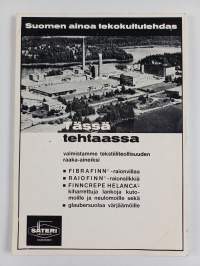 Suomen ainoa tekokuitutehdas
Tässä
tehtaassa
valmistamme tekstiiliteollisuuden
raaka-aineiksi
■ FIBRAFINN-raionvillaa
■ RAIOFINN-raionsilkkiä
■ FINNCREPE HELANCA-
kiharrettuja lankoja kuto-
moille ja neulomoille sekä
■ glaubersuolaa värjäämöille
SÄTERI